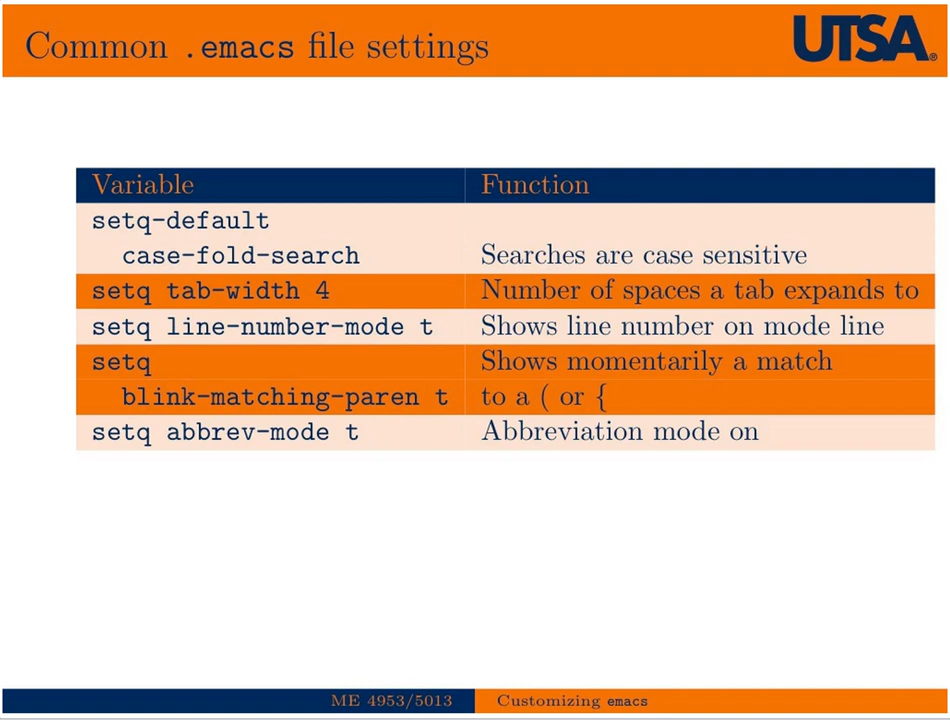 Common .emacs file settings
UTSA®
Variable Function
setq-default
case-fold-search Searches are case sensitive
setq tab-width 4 Number of spaces a tab expands to
setq line-number-mode t Shows line number on mode line
setq Shows momentarily a match
blink-matching-paren t to a ( or {
setq abbrev-mode t Abbreviation mode on
ME 4953/5013 Customizing emacs